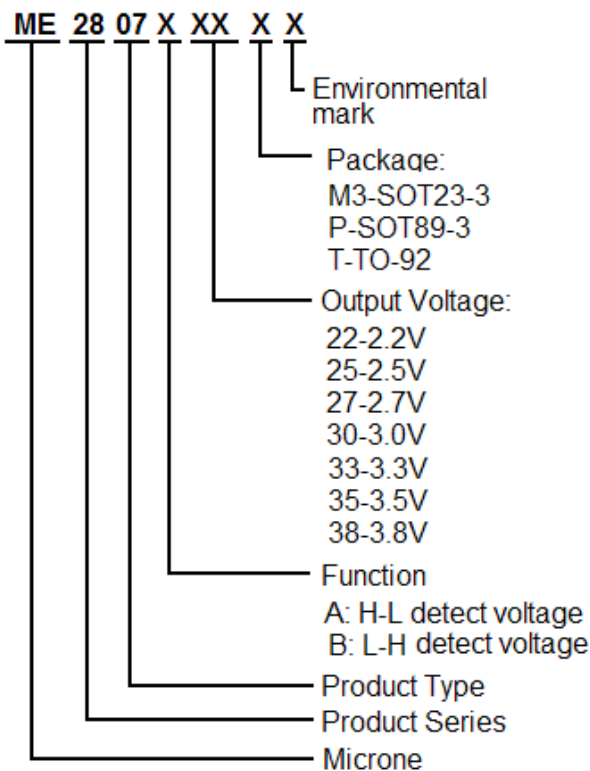 ME 28 07 X XX X X
Environmental
mark
Package:
M3-SOT23-3
P-SOT89-3
T-TO-92
Output Voltage:
22-2.2V
25-2.5V
27-2.7V
30-3.0V
33-3.3V
35-3.5V
38-3.8V
Function
A: H-L detect voltage
B: L-H detect voltage
Product Type
Product Series
Microne